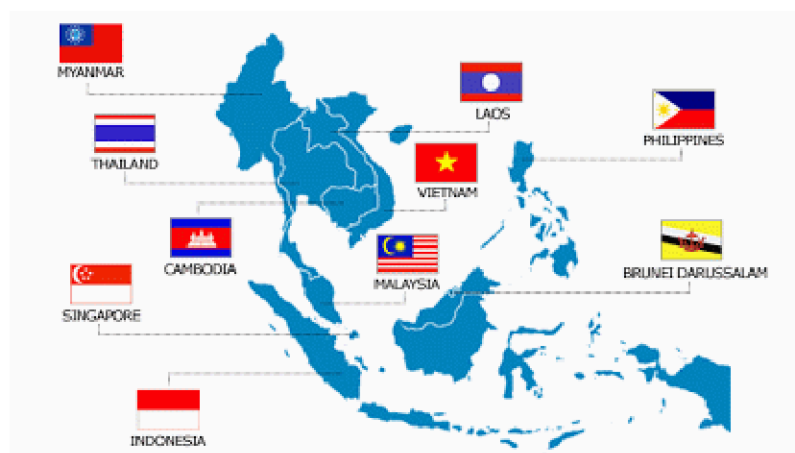 MYANMAR
LAOS
PHILIPPINES
THAILAND
VIETNAM
CAMBODIA
BRUNEI DARUSSALAM
MALAYSIA
SINGAPORE
INDONESIA